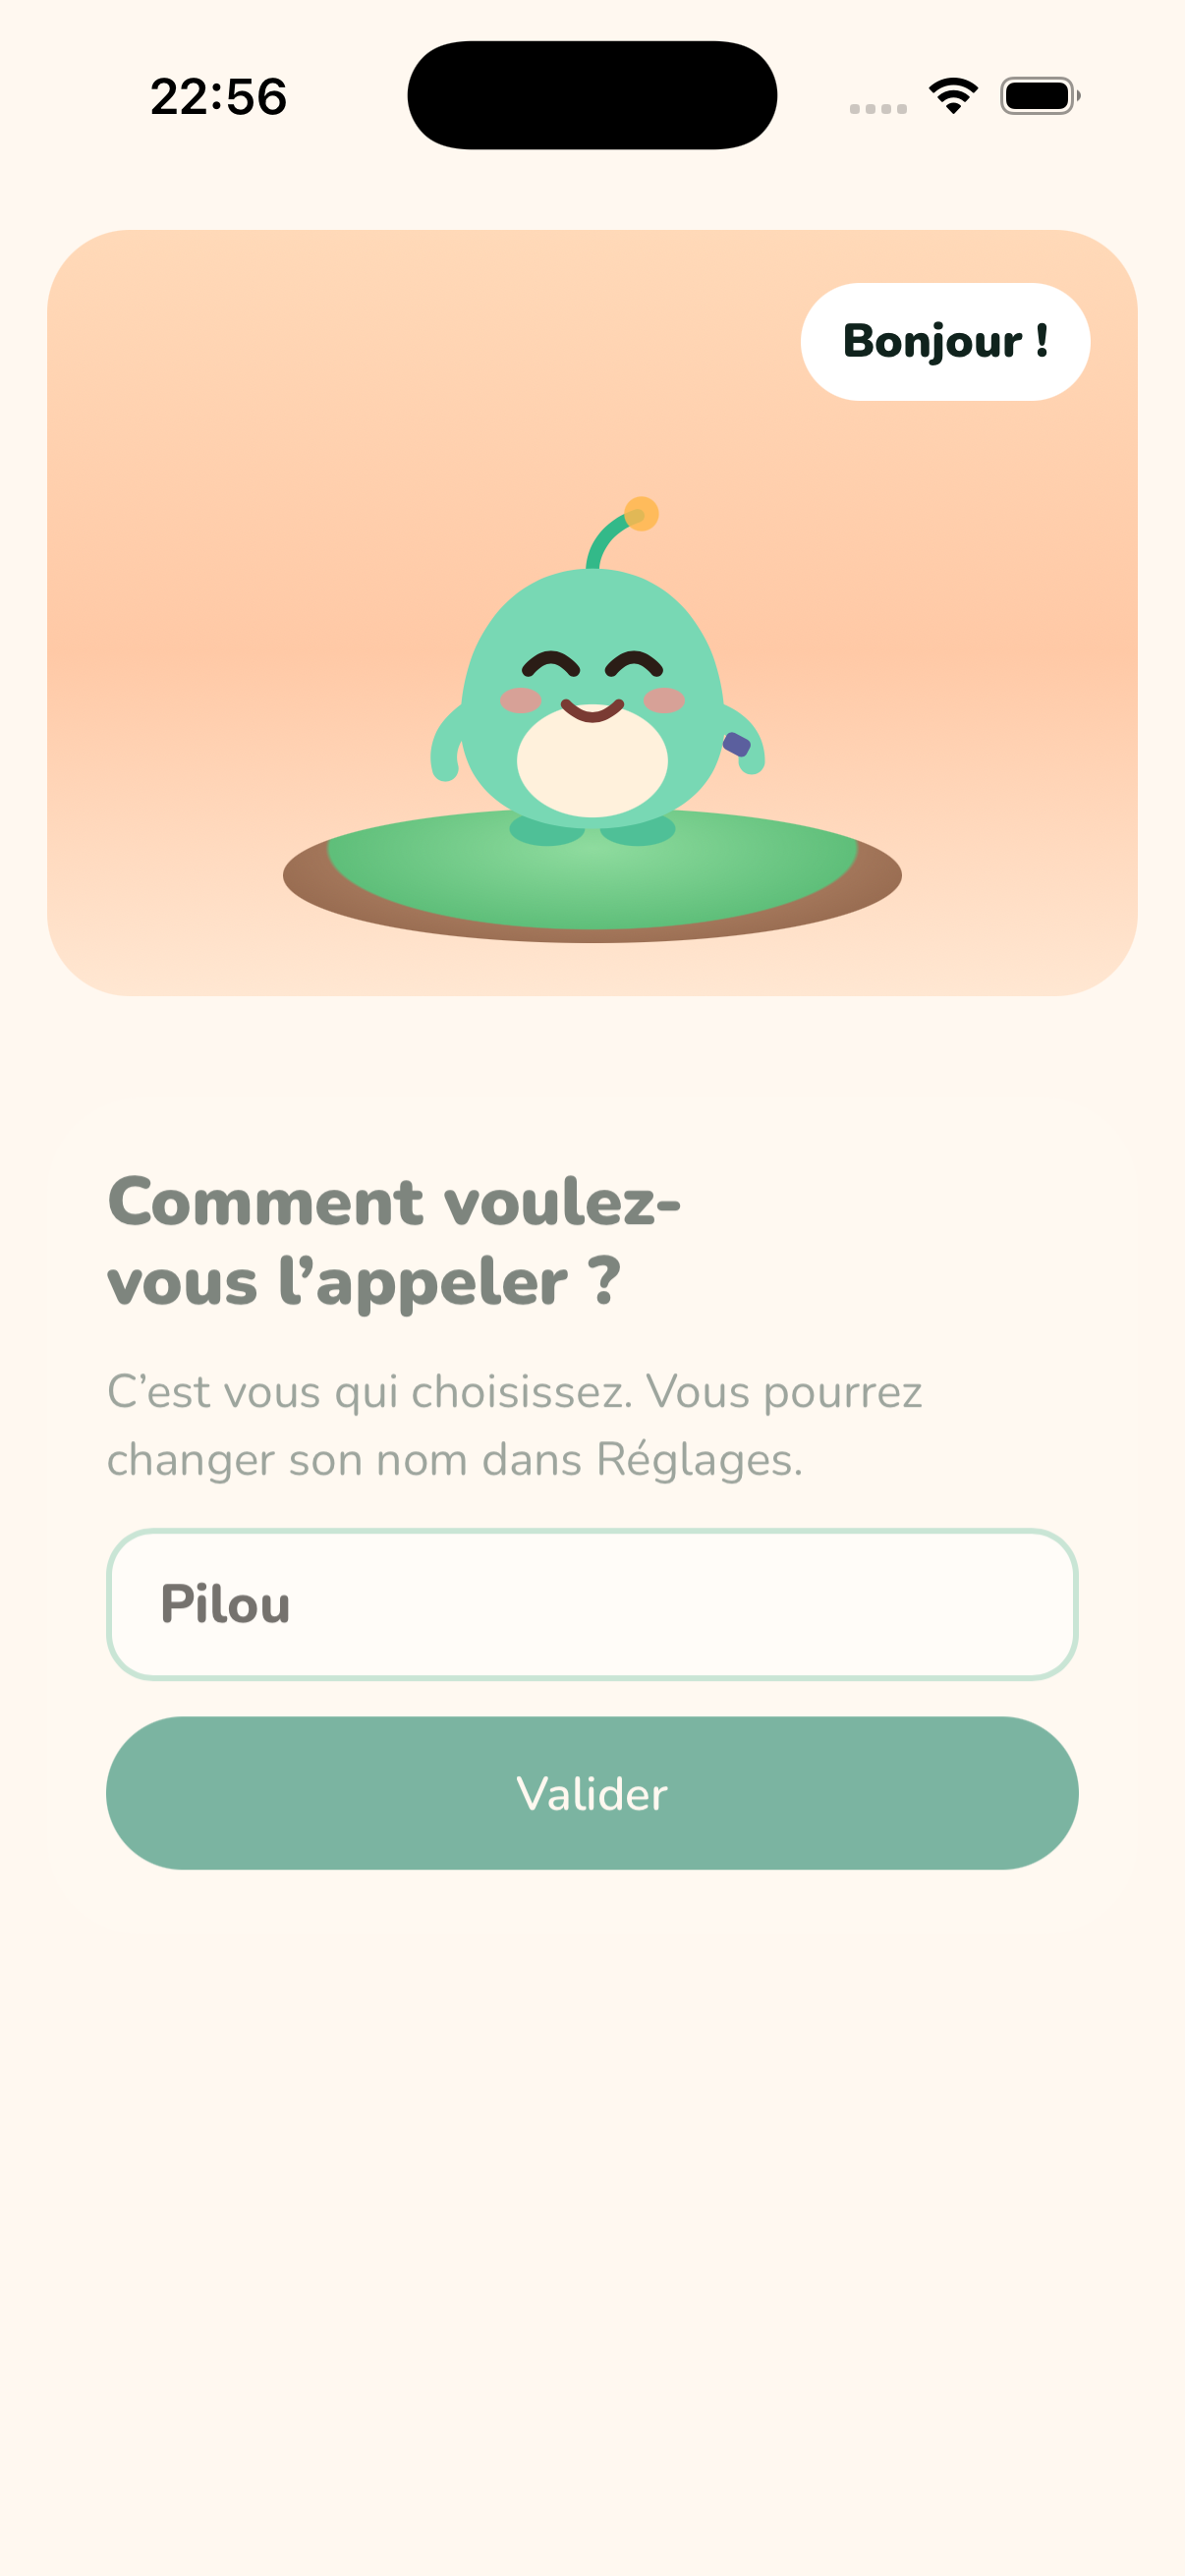 22:56
Bonjour !
Comment voulez-
vous l’appeler ?
C’est vous qui choisissez. Vous pourrez
changer son nom dans Réglages.
Pilou
Valider